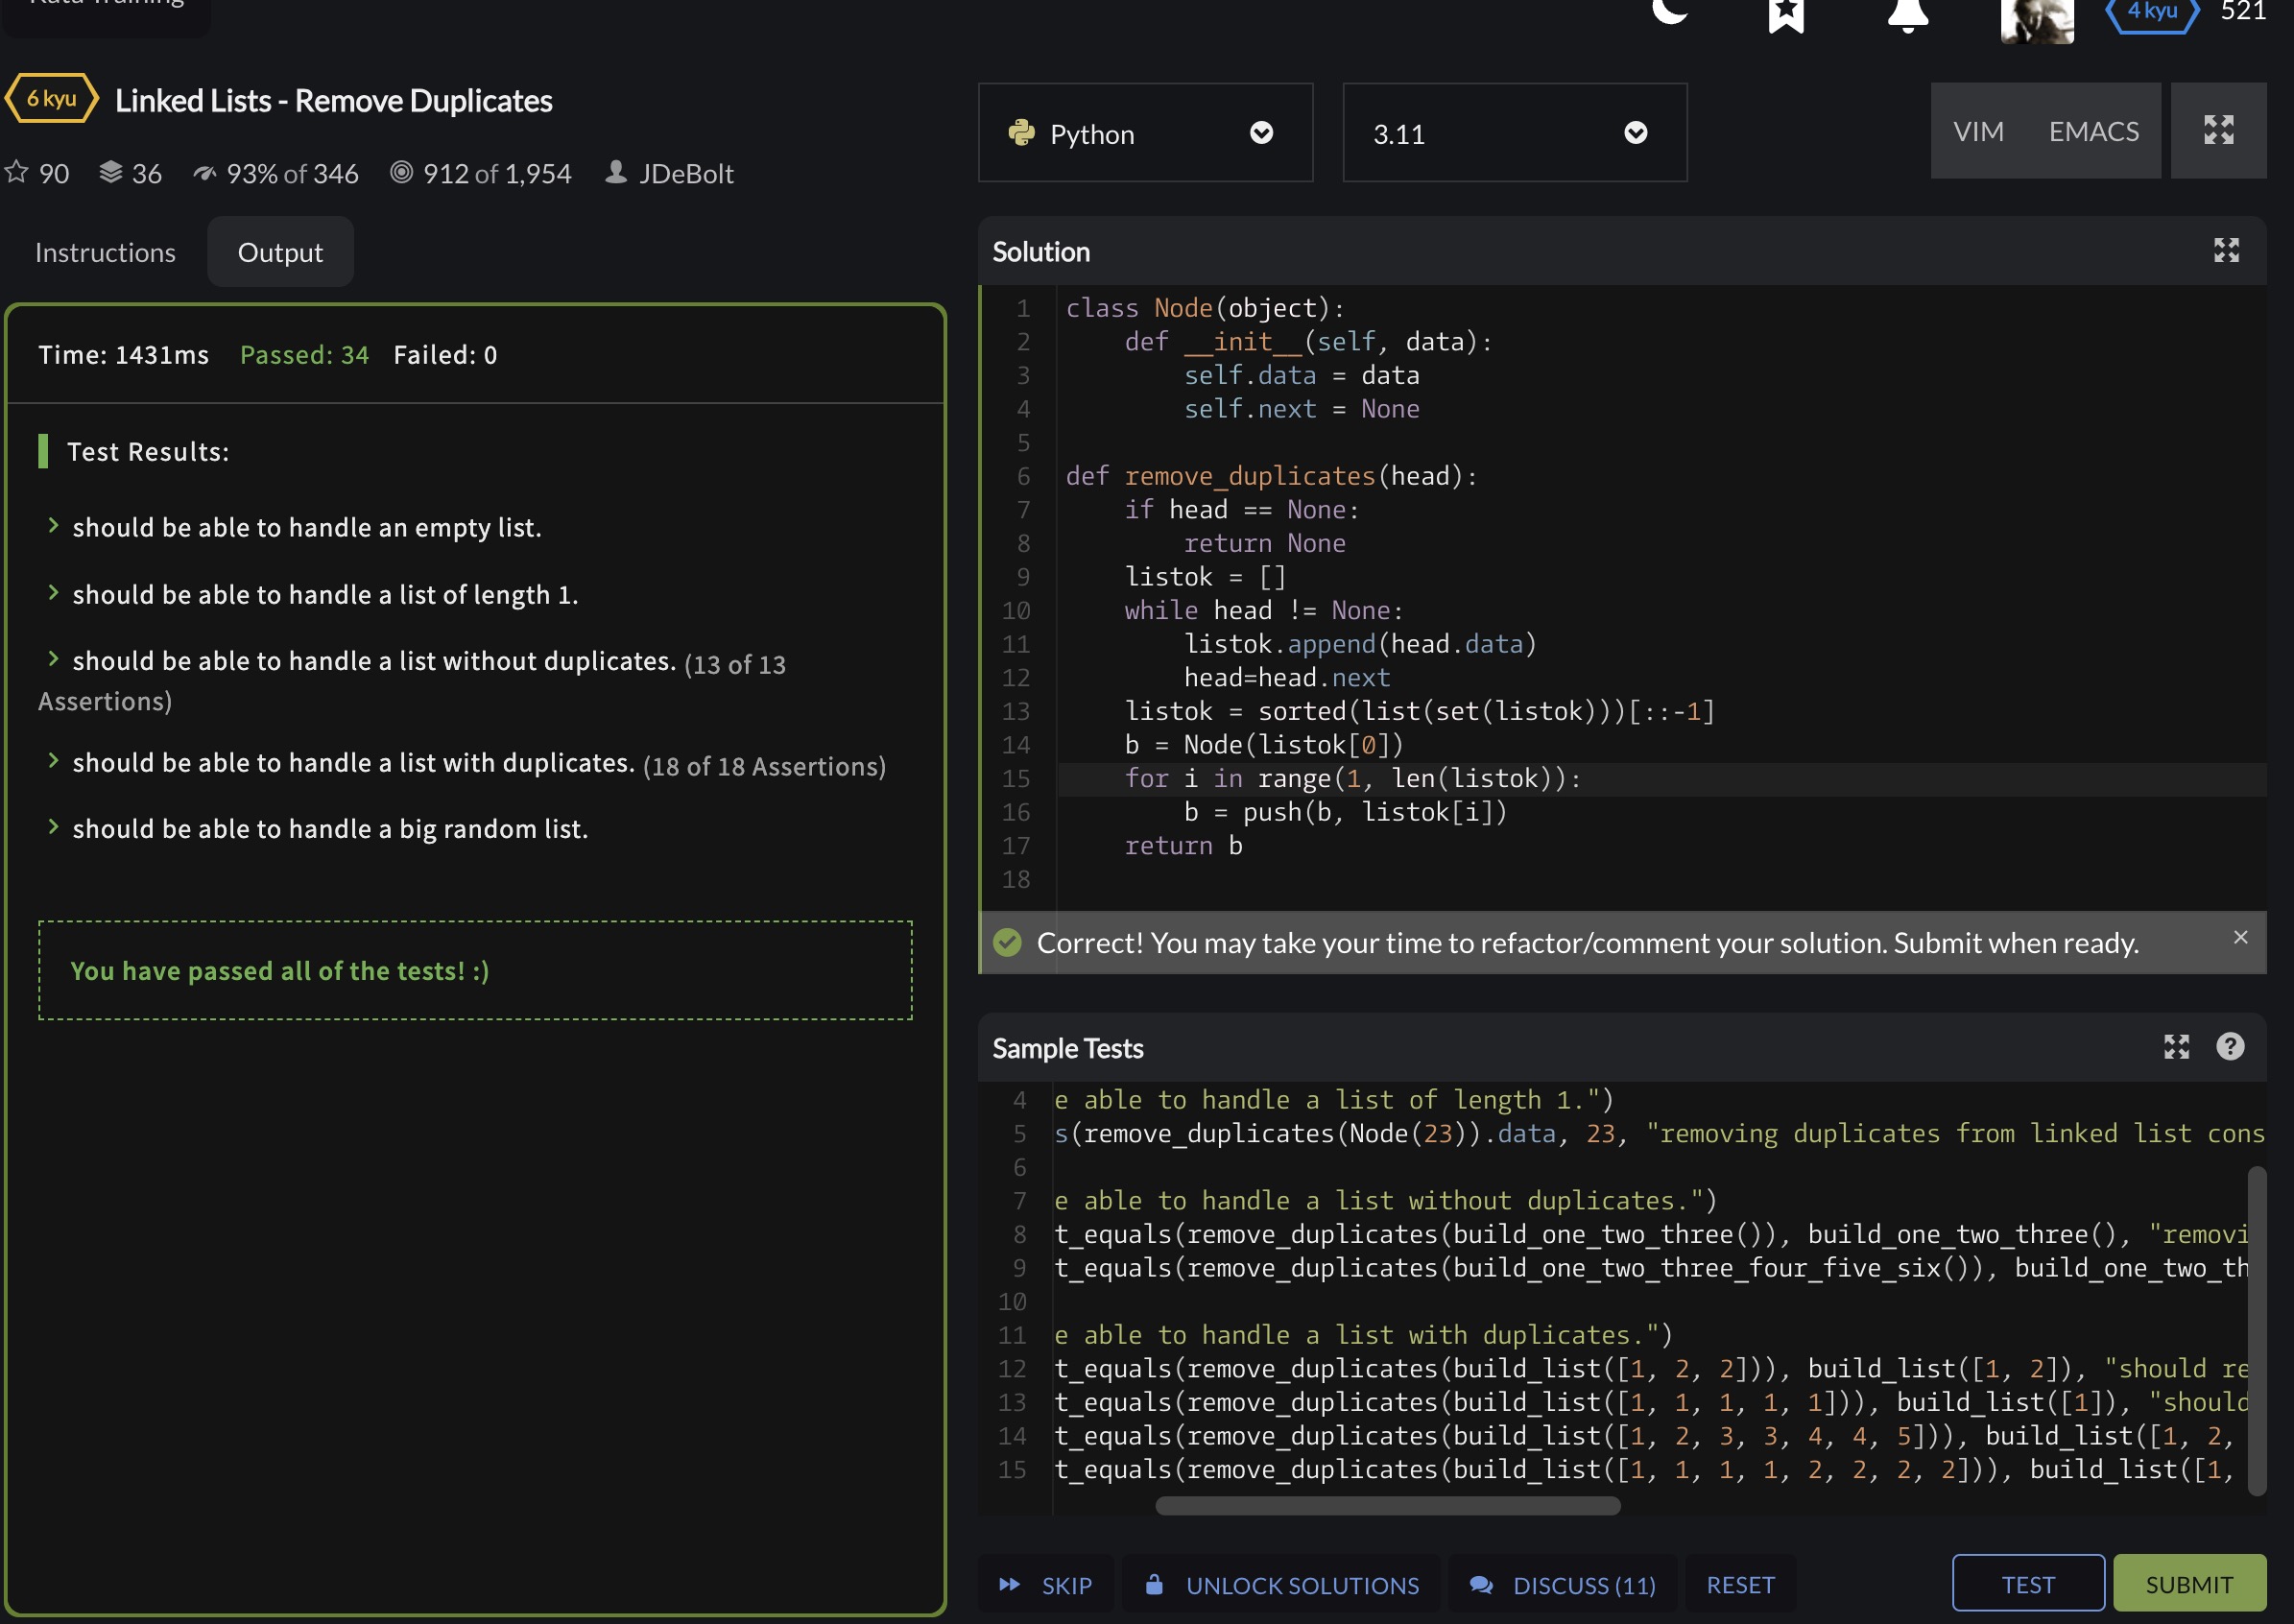 Kata Training
4 kyu 521
6 kyu Linked Lists - Remove Duplicates
90 36 93% of 346 912 of 1,954 JDeBolt
Instructions Output
Time: 1431ms Passed: 34 Failed: 0
Test Results:
should be able to handle an empty list.
should be able to handle a list of length 1.
should be able to handle a list without duplicates. (13 of 13
Assertions)
should be able to handle a list with duplicates. (18 of 18 Assertions)
should be able to handle a big random list.
You have passed all of the tests! :)
Python 3.11 VIM EMACS
Solution
1 class Node(object):
2     def __init__(self, data):
3         self.data = data
4         self.next = None
5
6 def remove_duplicates(head):
7     if head == None:
8         return None
9     listok = []
10     while head != None:
11         listok.append(head.data)
12         head=head.next
13     listok = sorted(list(set(listok)))[::-1]
14     b = Node(listok[0])
15     for i in range(1, len(listok)):
16         b = push(b, listok[i])
17     return b
18
Correct! You may take your time to refactor/comment your solution. Submit when ready. ×
Sample Tests ?
4 e able to handle a list of length 1.")
5 s(remove_duplicates(Node(23)).data, 23, "removing duplicates from linked list cons
6
7 e able to handle a list without duplicates.")
8 t_equals(remove_duplicates(build_one_two_three()), build_one_two_three(), "removi
9 t_equals(remove_duplicates(build_one_two_three_four_five_six()), build_one_two_th
10
11 e able to handle a list with duplicates.")
12 t_equals(remove_duplicates(build_list([1, 2, 2])), build_list([1, 2]), "should re
13 t_equals(remove_duplicates(build_list([1, 1, 1, 1, 1])), build_list([1]), "should
14 t_equals(remove_duplicates(build_list([1, 2, 3, 3, 4, 4, 5])), build_list([1, 2,
15 t_equals(remove_duplicates(build_list([1, 1, 1, 1, 2, 2, 2, 2])), build_list([1,
SKIP UNLOCK SOLUTIONS DISCUSS (11) RESET TEST SUBMIT